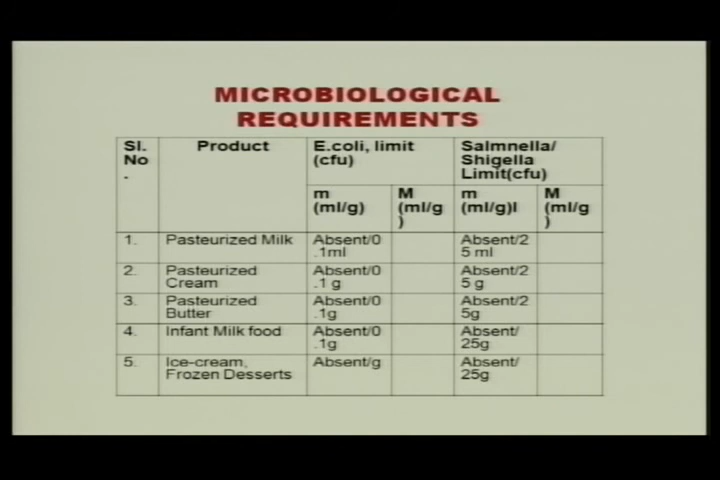 MICROBIOLOGICAL
REQUIREMENTS
Sl. No . Product E.coli, limit (cfu) Salmnella/ Shigella Limit(cfu)
m (ml/g) M (ml/g ) m (ml/g)l M (ml/g )
1. Pasteurized Milk Absent/0 .1ml Absent/2 5 ml
2. Pasteurized Cream Absent/0 .1 g Absent/2 5 g
3. Pasteurized Butter Absent/0 .1g Absent/2 5g
4. Infant Milk food Absent/0 .1g Absent/ 25g
5. Ice-cream, Frozen Desserts Absent/g Absent/ 25g